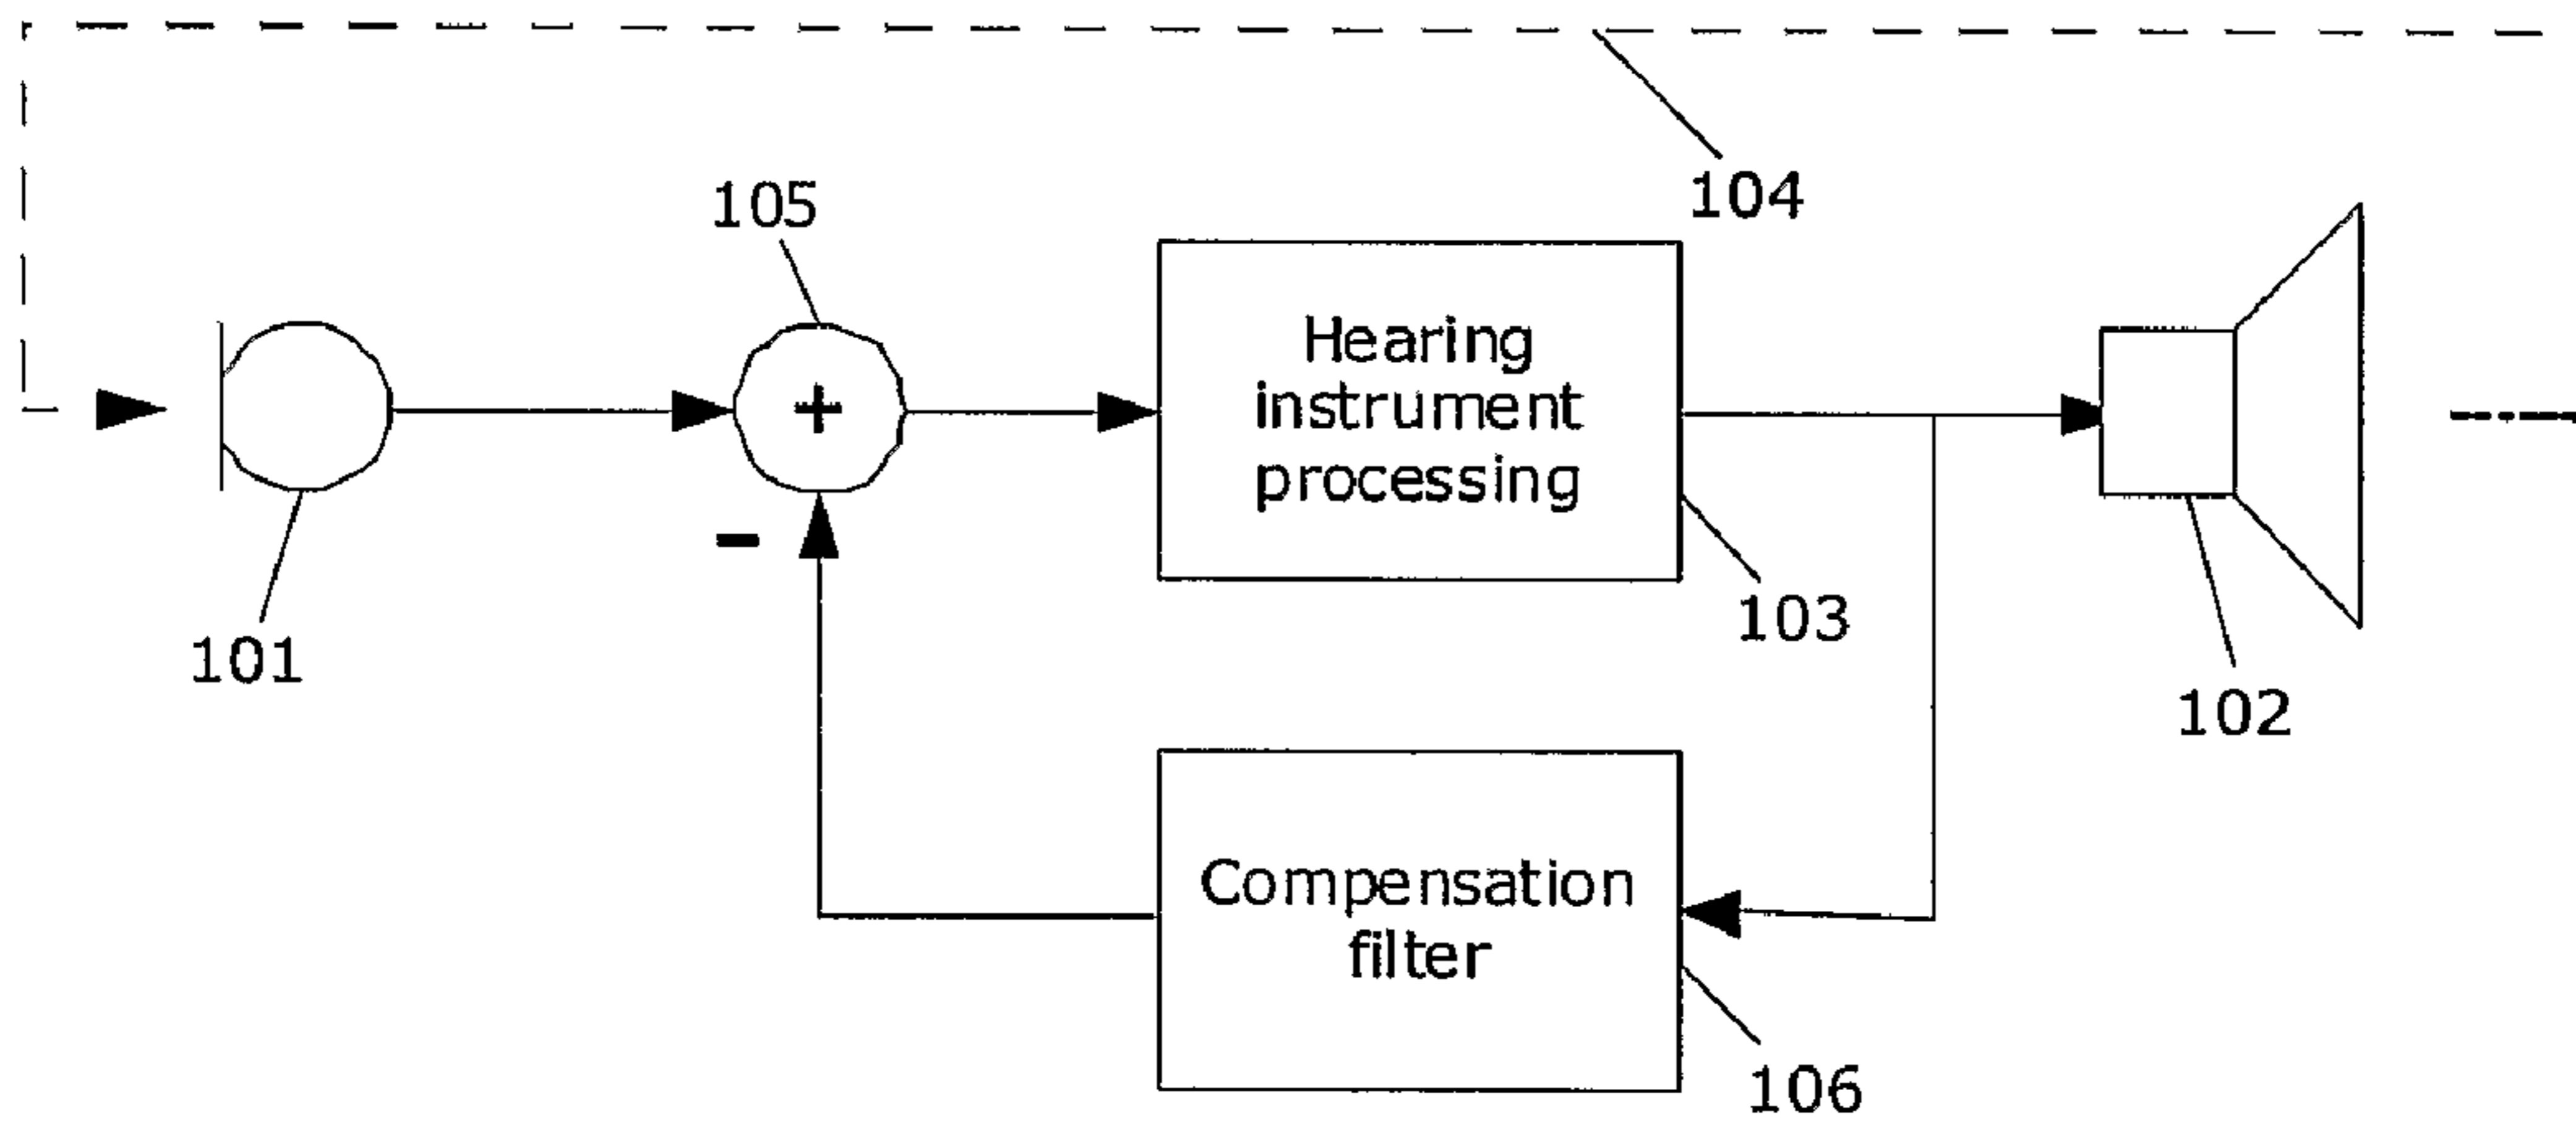 104
105
Hearing
instrument
processing
+
-
103
101
102
Compensation
filter
106